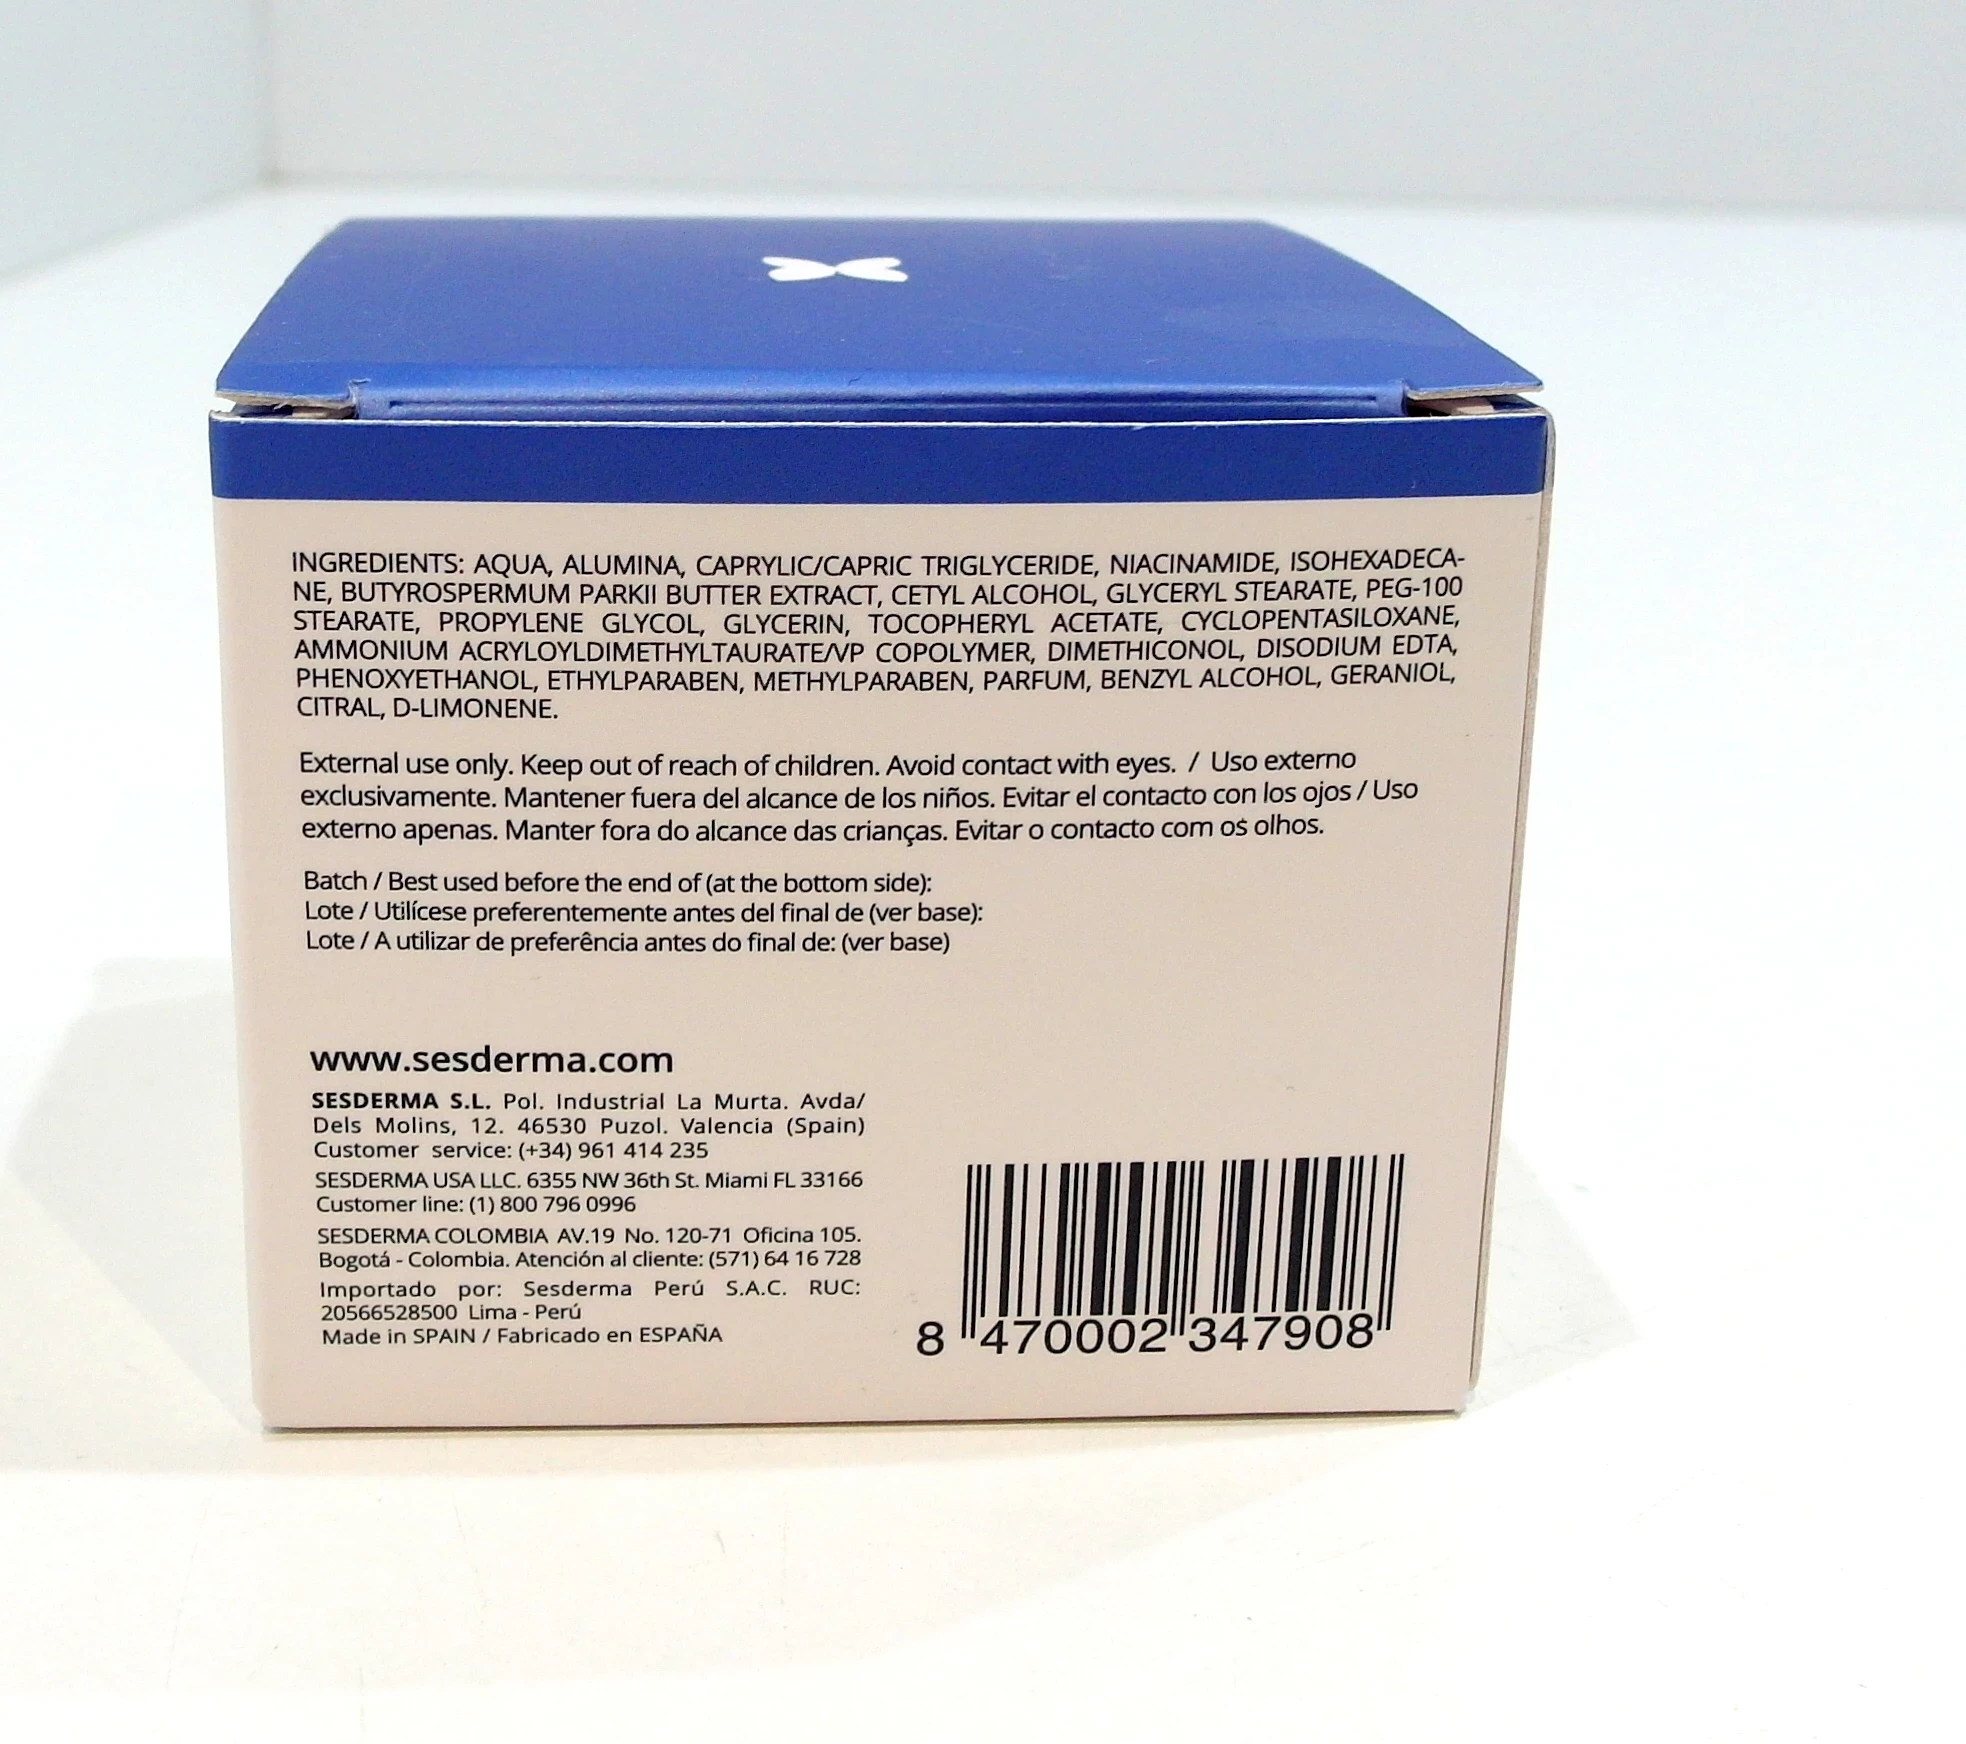 INGREDIENTS: AQUA, ALUMINA, CAPRYLIC/CAPRIC TRIGLYCERIDE, NIACINAMIDE, ISOHEXADECA-
NE, BUTYROSPERMUM PARKII BUTTER EXTRACT, CETYL ALCOHOL, GLYCERYL STEARATE, PEG-100
STEARATE, PROPYLENE GLYCOL, GLYCERIN, TOCOPHERYL ACETATE, CYCLOPENTASILOXANE,
AMMONIUM ACRYLOYLDIMETHYLTAURATE/VP COPOLYMER, DIMETHICONOL, DISODIUM EDTA,
PHENOXYETHANOL, ETHYLPARABEN, METHYLPARABEN, PARFUM, BENZYL ALCOHOL, GERANIOL,
CITRAL, D-LIMONENE.
External use only. Keep out of reach of children. Avoid contact with eyes. / Uso externo
exclusivamente. Mantener fuera del alcance de los niños. Evitar el contacto con los ojos / Uso
externo apenas. Manter fora do alcance das crianças. Evitar o contacto com os olhos.
Batch / Best used before the end of (at the bottom side):
Lote / Utilícese preferentemente antes del final de (ver base):
Lote / A utilizar de preferência antes do final de: (ver base)
www.sesderma.com
SESDERMA S.L. Pol. Industrial La Murta. Avda/
Dels Molins, 12. 46530 Puzol. Valencia (Spain)
Customer service: (+34) 961 414 235
SESDERMA USA LLC. 6355 NW 36th St. Miami FL 33166
Customer line: (1) 800 796 0996
SESDERMA COLOMBIA AV.19 No. 120-71 Oficina 105.
Bogotá - Colombia. Atención al cliente: (571) 64 16 728
Importado por: Sesderma Perú S.A.C. RUC:
20566528500 Lima - Perú
Made in SPAIN / Fabricado en ESPAÑA
8 470002 347908